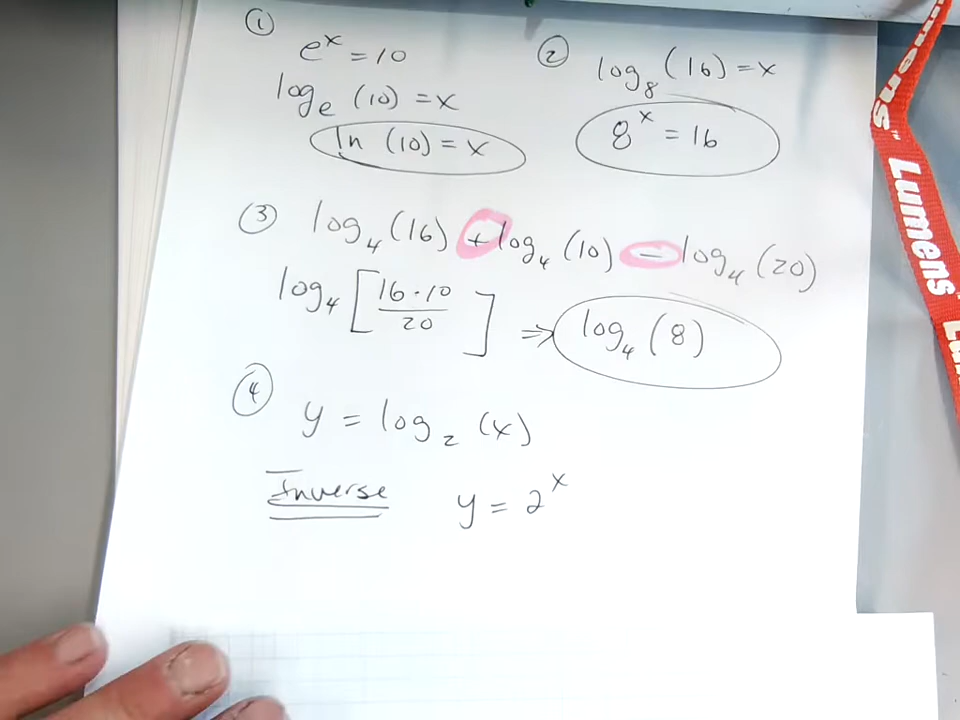 ①
e^x = 10
log_e (10) = x
ln (10) = x
②
log_8 (16) = x
8^x = 16
③
log_4 (16) + log_4 (10) - log_4 (20)
log_4 [16·10/20] ⇒ log_4 (8)
④
y = log_2 (x)
Inverse y = 2^x
mens"
Lumens